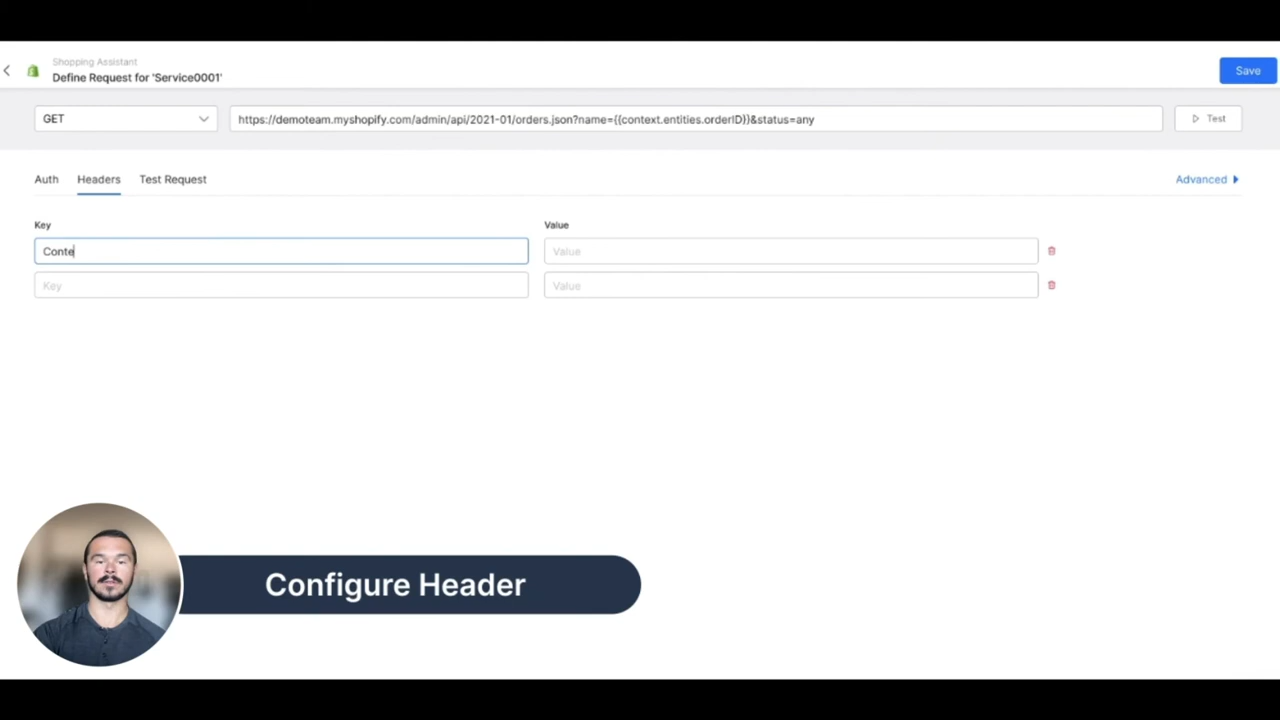 Shopping Assistant
Define Request for 'Service0001'
Save
GET
https://demoteam.myshopify.com/admin/api/2021-01/orders.json?name={{context.entities.orderID}}&status=any
Test
Auth
Headers
Test Request
Advanced
Key
Value
Conte
Value
Key
Value
Configure Header